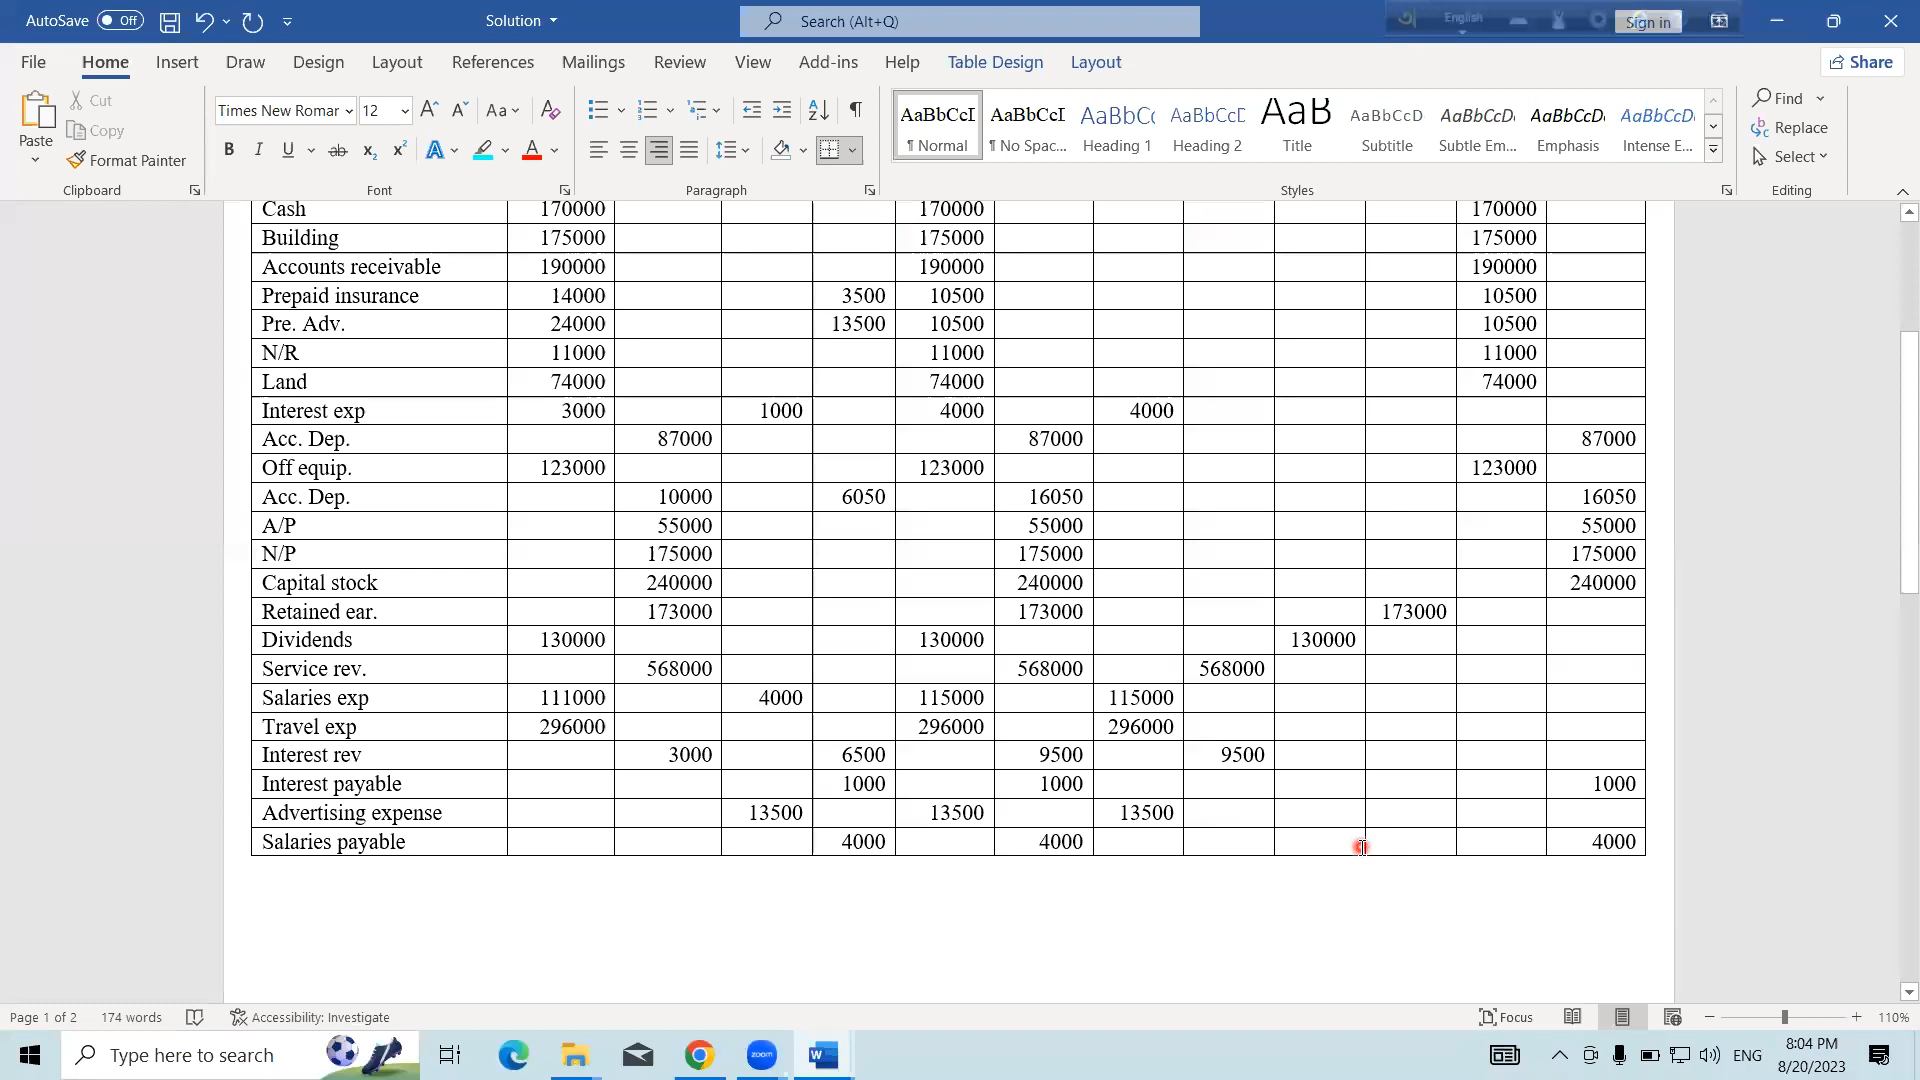 AutoSave Off
Solution
Search (Alt+Q)
English
Sign in
File Home Insert Draw Design Layout References Mailings Review View Add-ins Help Table Design Layout Share
Paste
Cut
Copy
Format Painter
Clipboard
Times New Romar 12
Font
Paragraph
AaBbCcI AaBbCcI AaBbC AaBbCcD AaB AaBbCcD AaBbCcD AaBbCcD AaBbCcD
¶ Normal ¶ No Spac... Heading 1 Heading 2 Title Subtitle Subtle Em... Emphasis Intense E...
Styles
Find
Replace
Select
Editing
Cash 170000 170000 170000
Building 175000 175000 175000
Accounts receivable 190000 190000 190000
Prepaid insurance 14000 3500 10500 10500
Pre. Adv. 24000 13500 10500 10500
N/R 11000 11000 11000
Land 74000 74000 74000
Interest exp 3000 1000 4000 4000
Acc. Dep. 87000 87000 87000
Off equip. 123000 123000 123000
Acc. Dep. 10000 6050 16050 16050
A/P 55000 55000 55000
N/P 175000 175000 175000
Capital stock 240000 240000 240000
Retained ear. 173000 173000 173000
Dividends 130000 130000 130000
Service rev. 568000 568000 568000
Salaries exp 111000 4000 115000 115000
Travel exp 296000 296000 296000
Interest rev 3000 6500 9500 9500
Interest payable 1000 1000 1000
Advertising expense 13500 13500 13500
Salaries payable 4000 4000 4000
Page 1 of 2 174 words Accessibility: Investigate Focus 110%
Type here to search
zoom
ENG
8:04 PM
8/20/2023